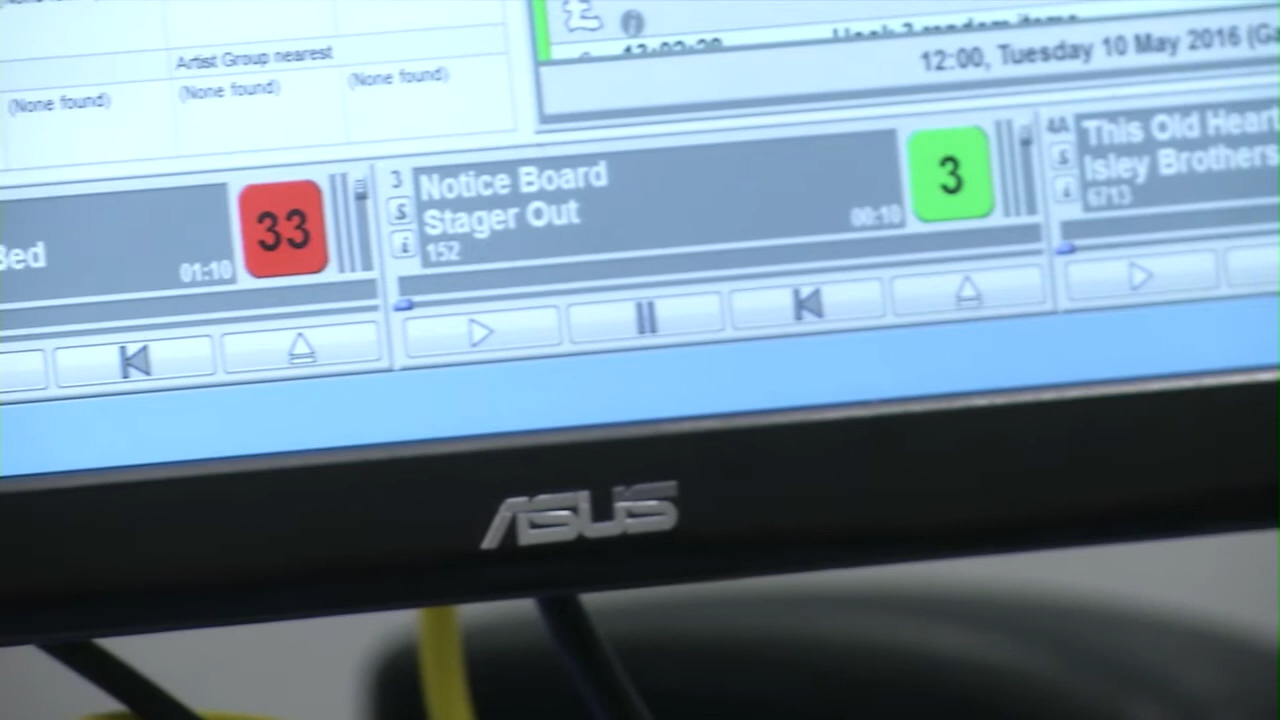 Artist Group nearest
(None found)
(None found)
(None found)
£
i
12:00, Tuesday 10 May 2016
Bed
01:10
33
3
S
i
Notice Board
Stager Out
152
00:10
3
4A
S
i
This Old Heart
Isley Brothers
6713
ASUS